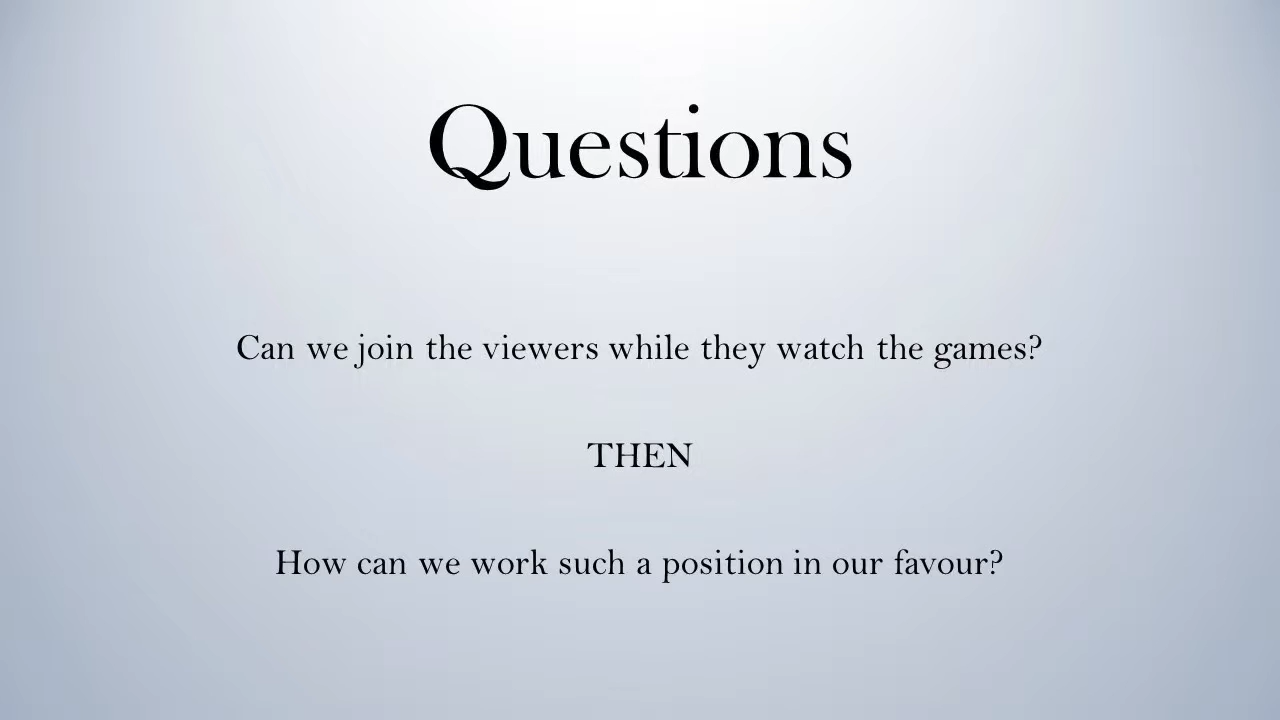 Questions
Can we join the viewers while they watch the games?
THEN
How can we work such a position in our favour?